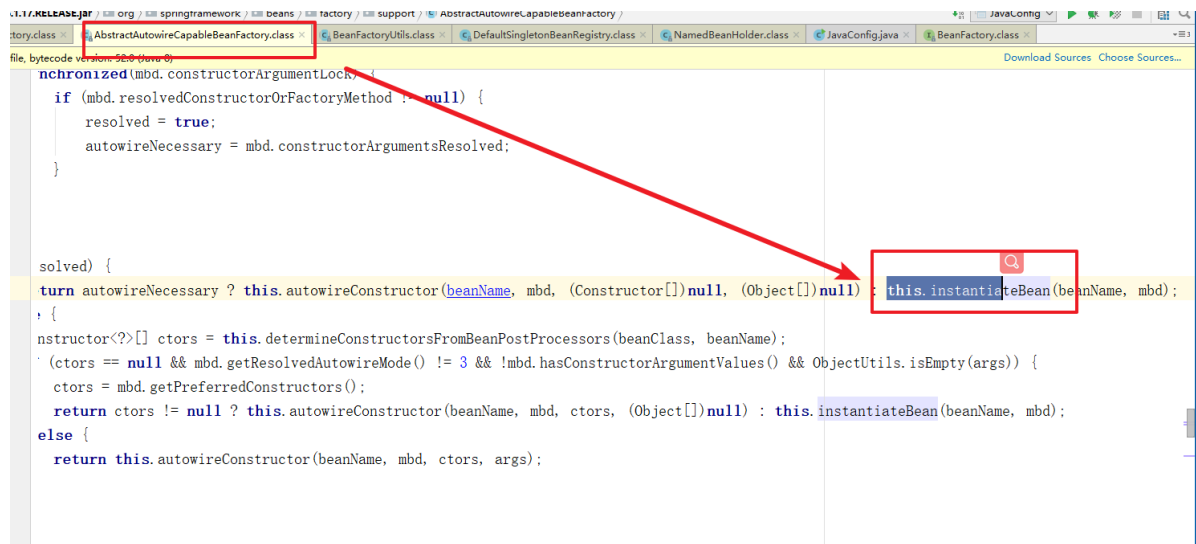 .1.17.RELEASE.jar org springframework beans factory support AbstractAutowireCapableBeanFactory JavaConfig
tory.class AbstractAutowireCapableBeanFactory.class BeanFactoryUtils.class DefaultSingletonBeanRegistry.class NamedBeanHolder.class JavaConfig.java BeanFactory.class
file, bytecode version: 52.0 (Java 8) Download Sources Choose Sources...
nchronized(mbd.constructorArgumentLock) {
if (mbd.resolvedConstructorOrFactoryMethod != null) {
resolved = true;
autowireNecessary = mbd.constructorArgumentsResolved;
}
solved) {
turn autowireNecessary ? this.autowireConstructor(beanName, mbd, (Constructor[])null, (Object[])null) : this.instantiateBean(beanName, mbd);
{
nstructor<?>[] ctors = this.determineConstructorsFromBeanPostProcessors(beanClass, beanName);
(ctors == null && mbd.getResolvedAutowireMode() != 3 && !mbd.hasConstructorArgumentValues() && ObjectUtils.isEmpty(args)) {
ctors = mbd.getPreferredConstructors();
return ctors != null ? this.autowireConstructor(beanName, mbd, ctors, (Object[])null) : this.instantiateBean(beanName, mbd);
else {
return this.autowireConstructor(beanName, mbd, ctors, args);